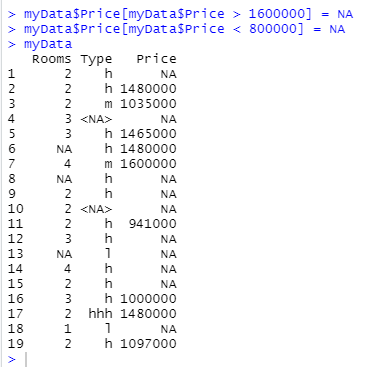 > myData$Price[myData$Price > 1600000] = NA
> myData$Price[myData$Price < 800000] = NA
> myData
   Rooms Type   Price
1      2    h      NA
2      2    h 1480000
3      2    m 1035000
4      3 <NA>      NA
5      3    h 1465000
6     NA    h 1480000
7      4    m 1600000
8     NA    h      NA
9      2    h      NA
10     2 <NA>      NA
11     2    h  941000
12     3    h      NA
13    NA    l      NA
14     4    h      NA
15     2    h      NA
16     3    h 1000000
17     2  hhh 1480000
18     1    l      NA
19     2    h 1097000
>